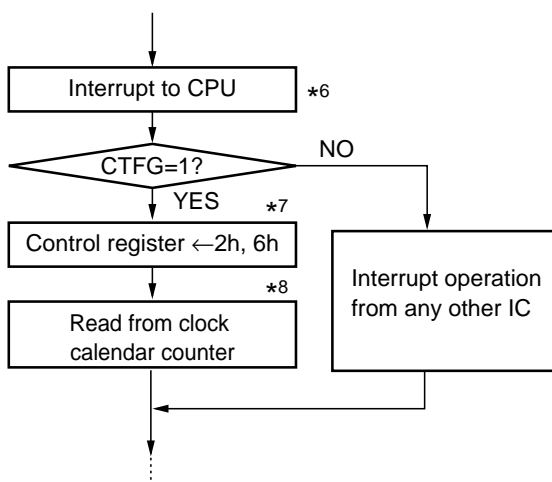 Interrupt to CPU
*6
CTFG=1?
NO
YES
*7
Control register ←2h, 6h
*8
Read from clock
calendar counter
Interrupt operation
from any other IC